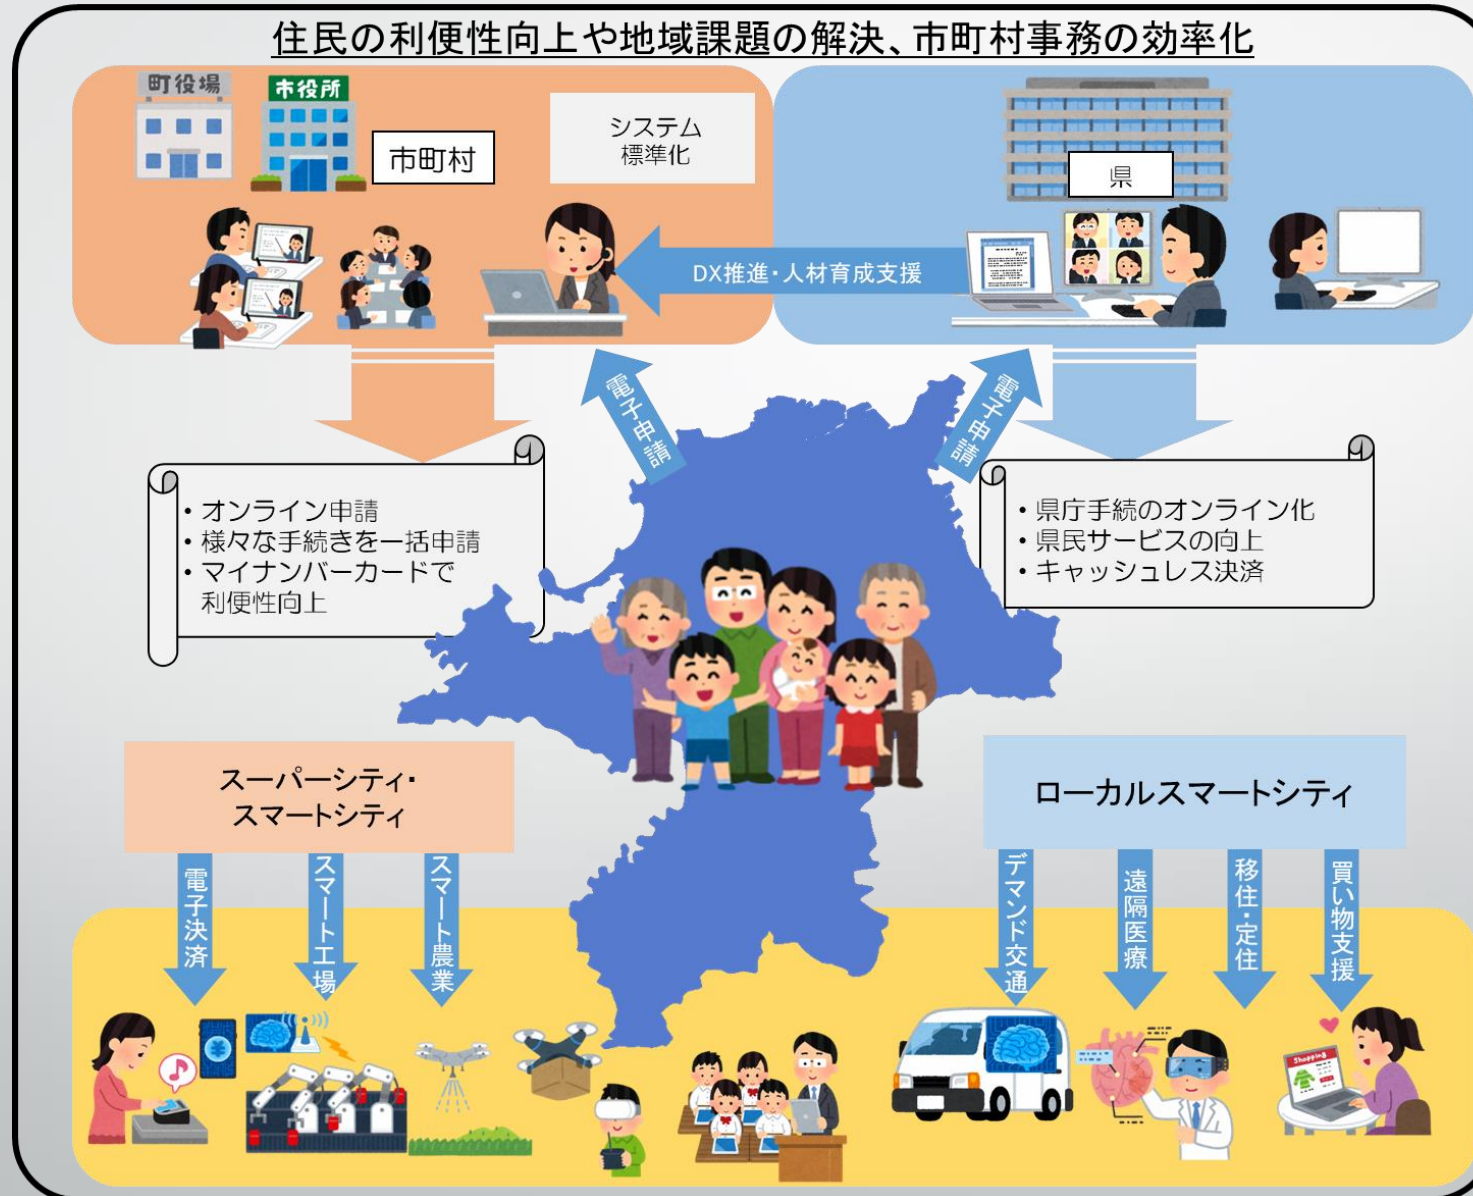 住民の利便性向上や地域課題の解決、市町村事務の効率化
町役場
市役所
市町村
システム
標準化
県
DX推進・人材育成支援
電子申請
電子申請
・オンライン申請
・様々な手続きを一括申請
・マイナンバーカードで
利便性向上
・県庁手続のオンライン化
・県民サービスの向上
・キャッシュレス決済
スーパーシティ・
スマートシティ
ローカルスマートシティ
電子決済
スマート工場
スマート農業
デマンド交通
遠隔医療
移住・定住
買い物支援
Shopping